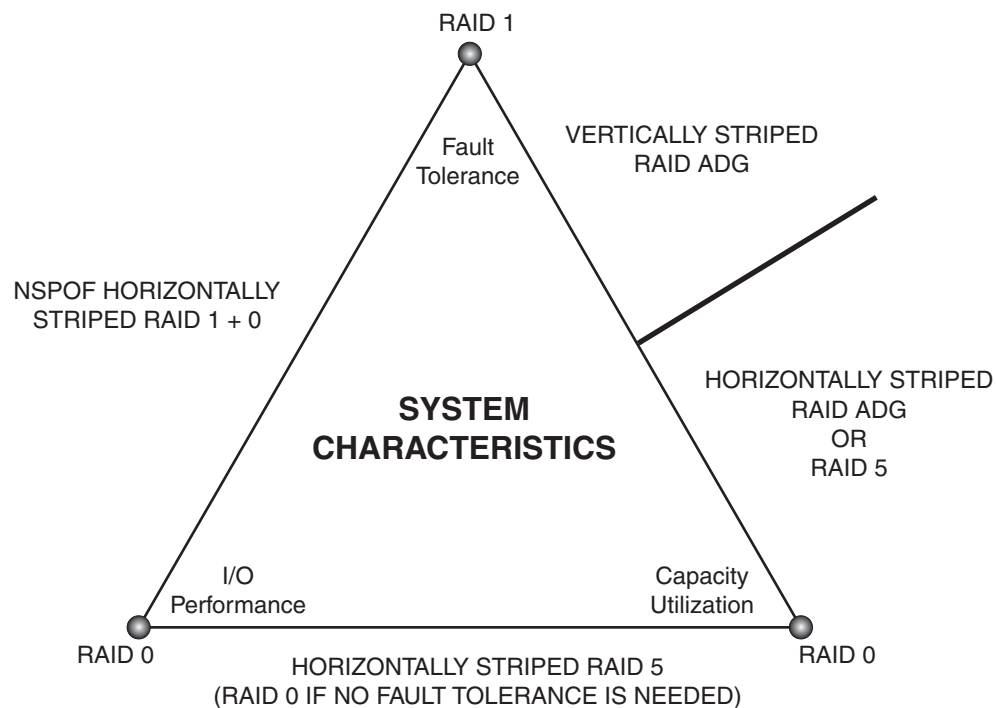 RAID 1
Fault
Tolerance
VERTICALLY STRIPED
RAID ADG
NSPOF HORIZONTALLY
STRIPED RAID 1 + 0
HORIZONTALLY STRIPED
RAID ADG
OR
RAID 5
SYSTEM
CHARACTERISTICS
I/O
Performance
Capacity
Utilization
RAID 0
RAID 0
HORIZONTALLY STRIPED RAID 5
(RAID 0 IF NO FAULT TOLERANCE IS NEEDED)